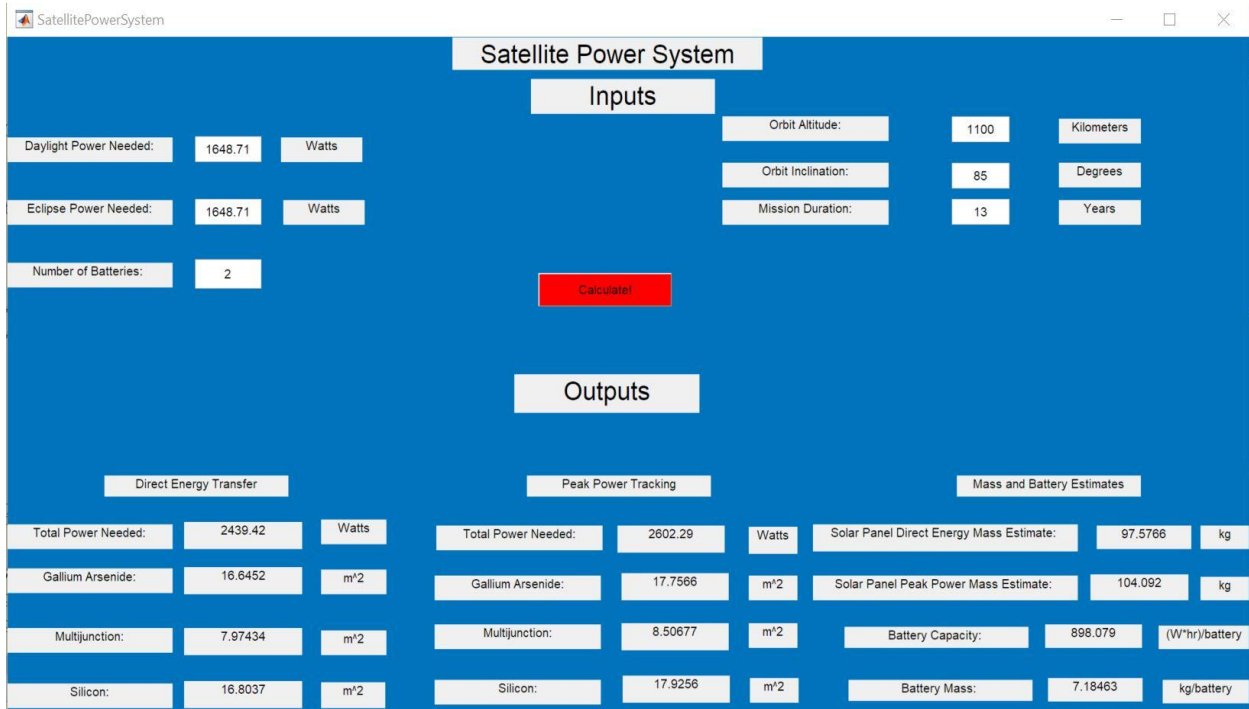 SatellitePowerSystem
Satellite Power System
Inputs
Daylight Power Needed: 1648.71 Watts
Orbit Altitude: 1100 Kilometers
Orbit Inclination: 85 Degrees
Eclipse Power Needed: 1648.71 Watts
Mission Duration: 13 Years
Number of Batteries: 2
Calculate!
Outputs
Direct Energy Transfer
Total Power Needed: 2439.42 Watts
Gallium Arsenide: 16.6452 m^2
Multijunction: 7.97434 m^2
Silicon: 16.8037 m^2
Peak Power Tracking
Total Power Needed: 2602.29 Watts
Gallium Arsenide: 17.7566 m^2
Multijunction: 8.50677 m^2
Silicon: 17.9256 m^2
Mass and Battery Estimates
Solar Panel Direct Energy Mass Estimate: 97.5766 kg
Solar Panel Peak Power Mass Estimate: 104.092 kg
Battery Capacity: 898.079 (W*hr)/battery
Battery Mass: 7.18463 kg/battery